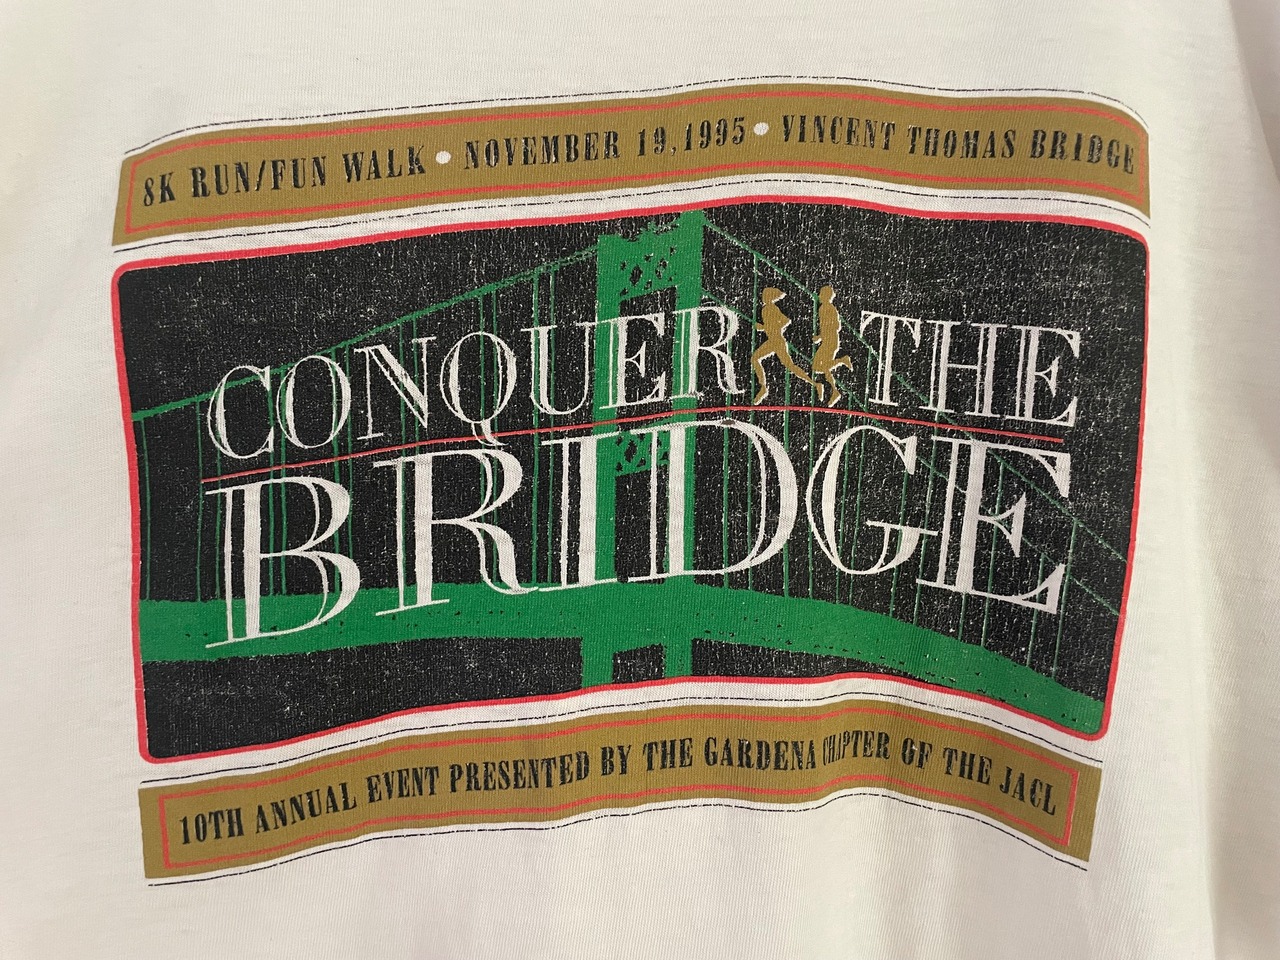 8K RUN/FUN WALK • NOVEMBER 19, 1995 • VINCENT THOMAS BRIDGE
CONQUER THE
BRIDGE
10TH ANNUAL EVENT PRESENTED BY THE GARDENA CHAPTER OF THE JACL